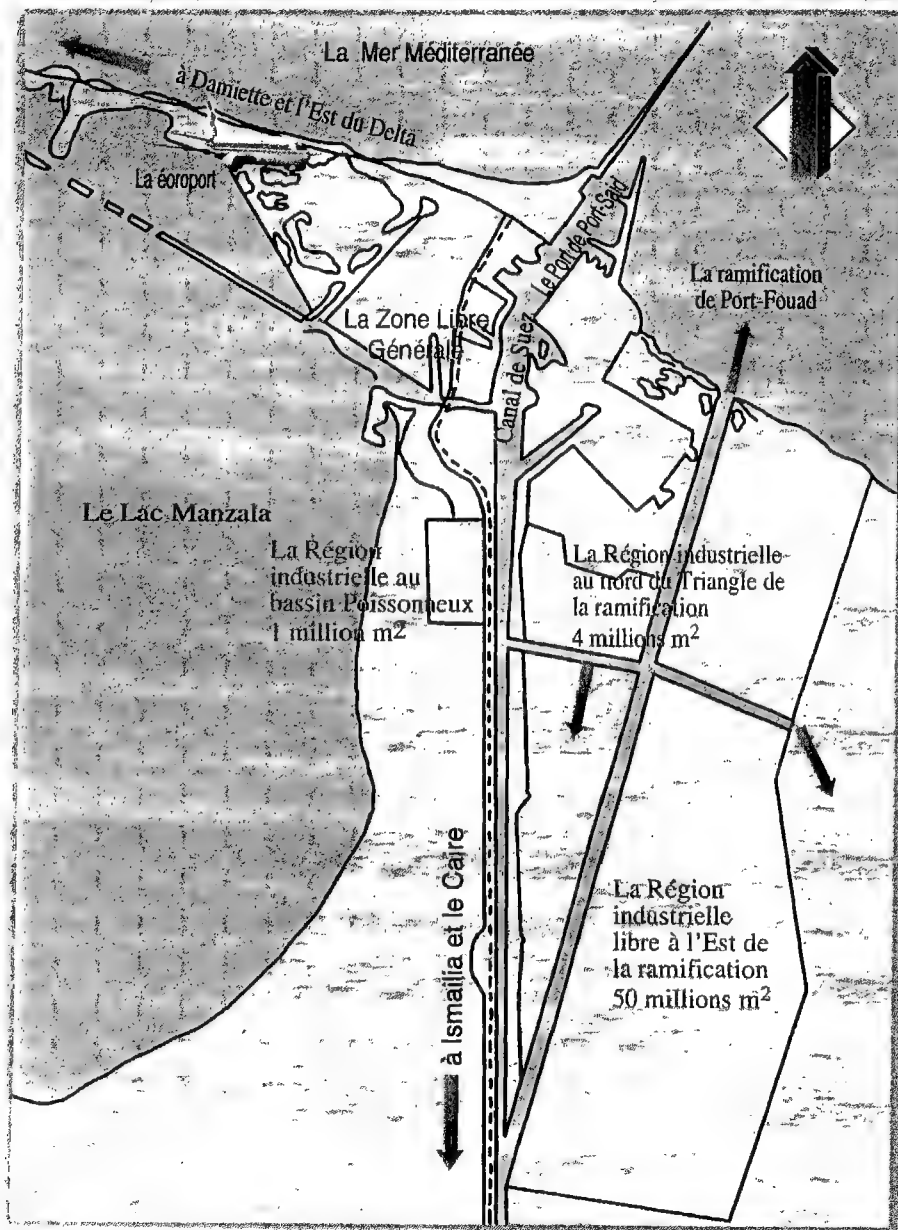 La Mer Méditerranée
à Damiette et l'Est du Delta
La éoroport
Le Port de Port-Saïd
La ramification
de Port-Fouad
La Zone Libre
Générale
Canal de Suez
Le Lac Manzala
La Région
industrielle au
bassin Poissonneux
1 million m²
La Région industrielle
au nord du Triangle de
la ramification
4 millions m²
à Ismaïlia et le Caire
La Région
industrielle
libre à l'Est de
la ramification
50 millions m²